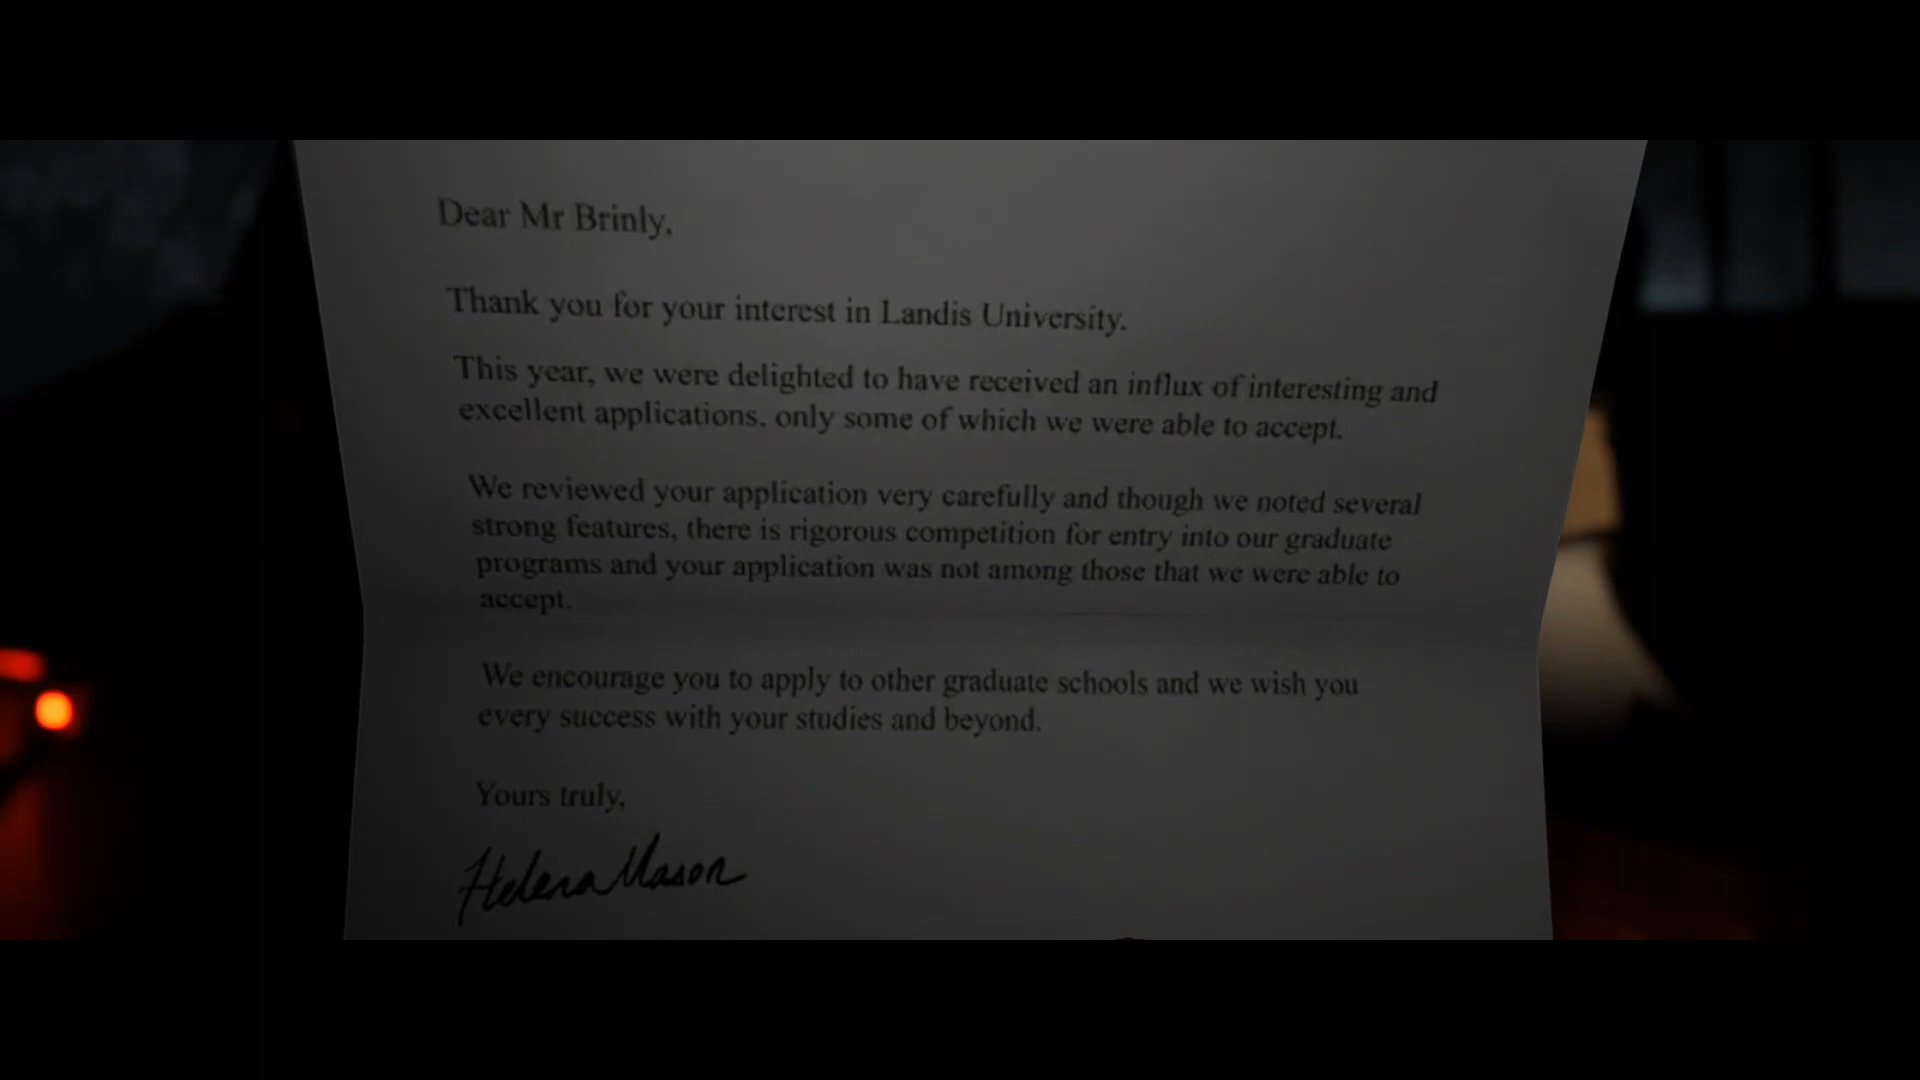 Dear Mr Brinly,
Thank you for your interest in Landis University.
This year, we were delighted to have received an influx of interesting and
excellent applications, only some of which we were able to accept.
We reviewed your application very carefully and though we noted several
strong features, there is rigorous competition for entry into our graduate
programs and your application was not among those that we were able to
accept.
We encourage you to apply to other graduate schools and we wish you
every success with your studies and beyond.
Yours truly,
Helena Mason